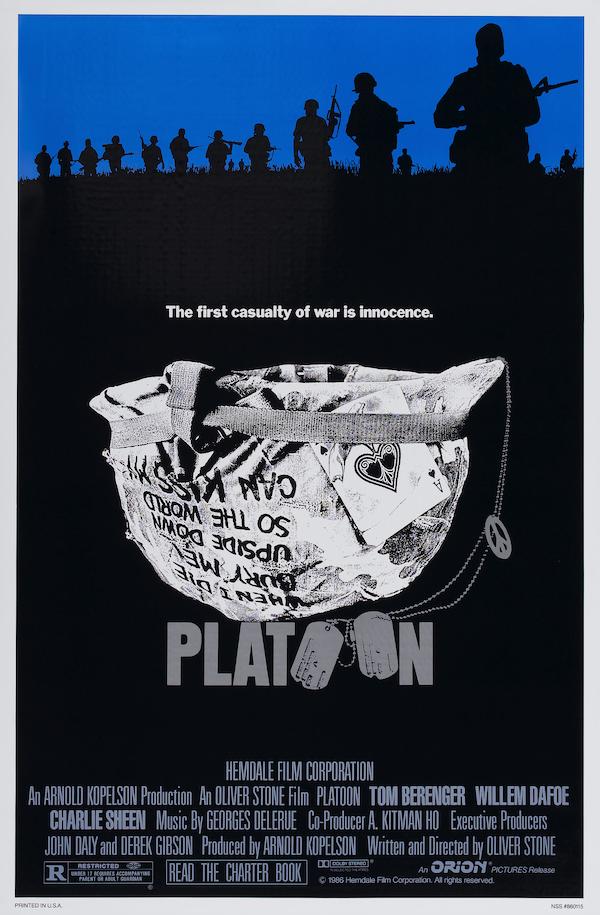 The first casualty of war is innocence.
WHEN I DIE
BURY ME
UPSIDE DOWN
SO THE WORLD
CAN KISS MY
A
PLATOON
HEMDALE FILM CORPORATION
An ARNOLD KOPELSON Production An OLIVER STONE Film PLATOON TOM BERENGER WILLEM DAFOE
CHARLIE SHEEN Music By GEORGES DELERUE Co-Producer A. KITMAN HO Executive Producers
JOHN DALY and DEREK GIBSON Produced by ARNOLD KOPELSON Written and Directed by OLIVER STONE
R RESTRICTED
UNDER 17 REQUIRES ACCOMPANYING
PARENT OR ADULT GUARDIAN
READ THE CHARTER BOOK
DOLBY STEREO
IN SELECTED THEATRES
An ORION PICTURES Release
© 1986 Hemdale Film Corporation. All rights reserved.
PRINTED IN U.S.A.
NSS #860115